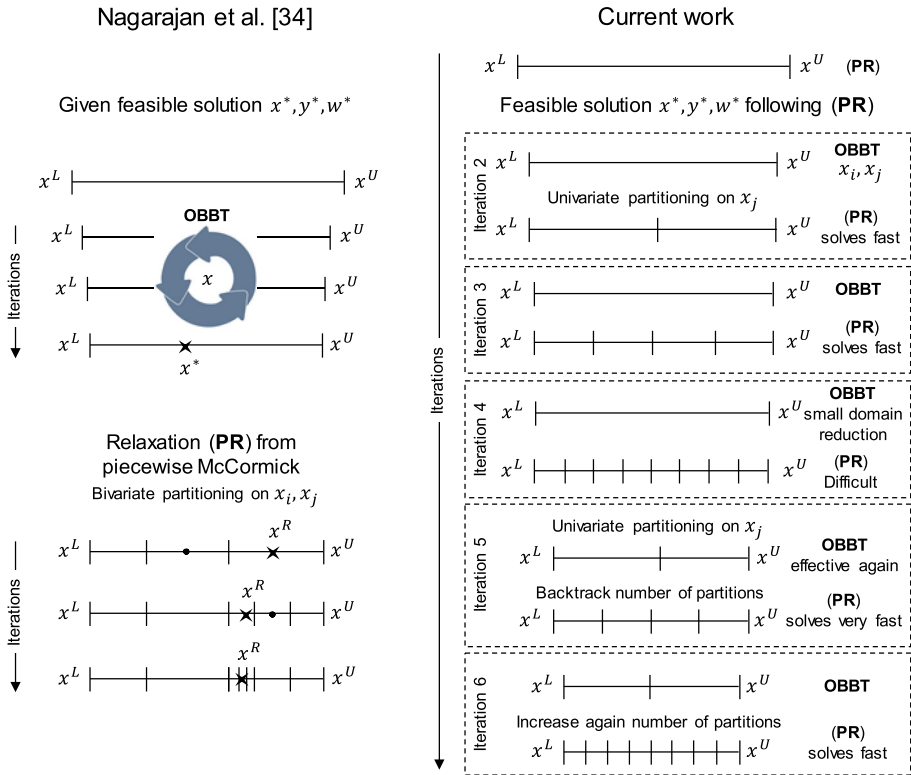 Nagarajan et al. [34]
Given feasible solution x*, y*, w*
x^L x^U
OBBT
x^L x^U
x^L x x^U
x^L x^U
x*
Iterations
Relaxation (PR) from
piecewise McCormick
Bivariate partitioning on x_i, x_j
x^R
x^L x^U
x^R
x^L x^U
x^R
x^L x^U
Iterations
Current work
Iterations
x^L x^U (PR)
Feasible solution x*, y*, w* following (PR)
Iteration 2
x^L x^U OBBT
x_i, x_j
Univariate partitioning on x_j
x^L x^U (PR)
solves fast
Iteration 3
x^L x^U OBBT
x^L x^U (PR)
solves fast
Iteration 4
x^L x^U OBBT
small domain
reduction
x^L x^U (PR)
Difficult
Iteration 5
Univariate partitioning on x_j
x^L x^U OBBT
effective again
Backtrack number of partitions
x^L x^U (PR)
solves very fast
Iteration 6
x^L x^U OBBT
Increase again number of partitions
x^L x^U (PR)
solves fast